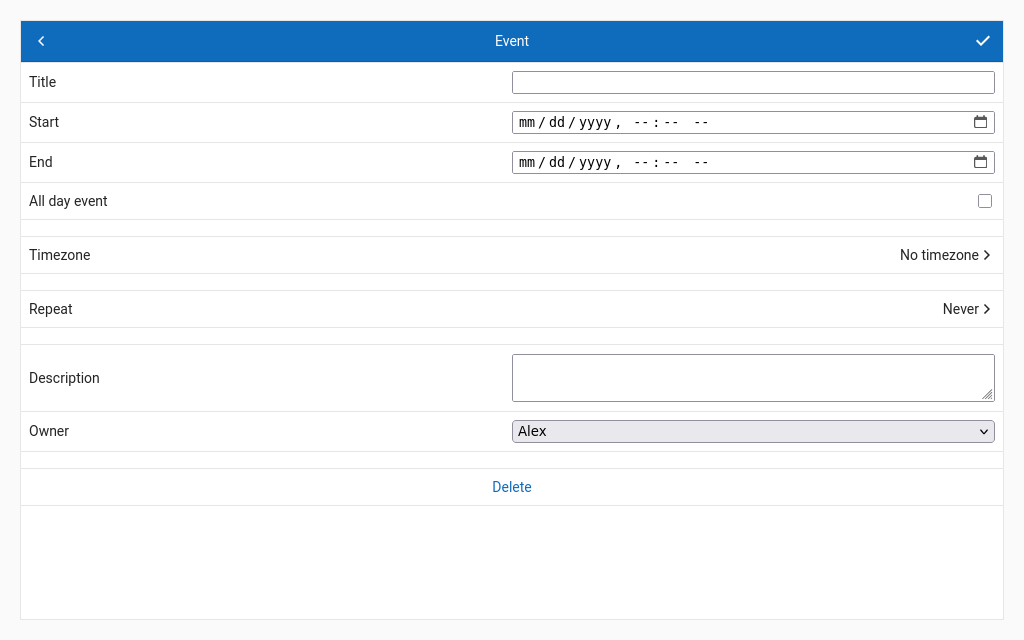 Event
Title
Start mm/dd/yyyy, --:-- --
End mm/dd/yyyy, --:-- --
All day event
Timezone No timezone
Repeat Never
Description
Owner Alex
Delete